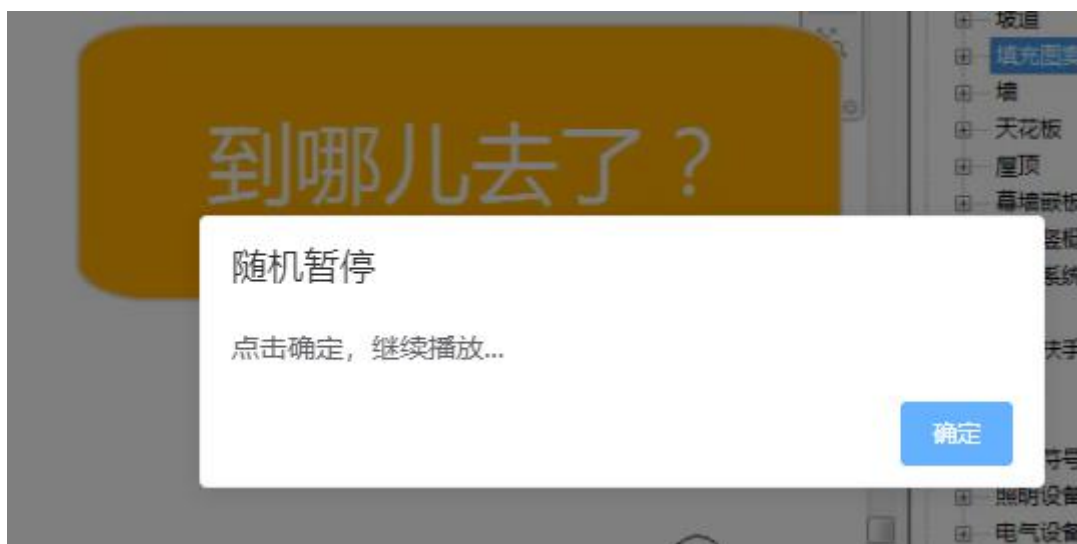 到哪儿去了？
坡道
填充图案
墙
天花板
屋顶
幕墙嵌板
随机暂停
点击确定，继续播放...
确定
照明设备
电气设备